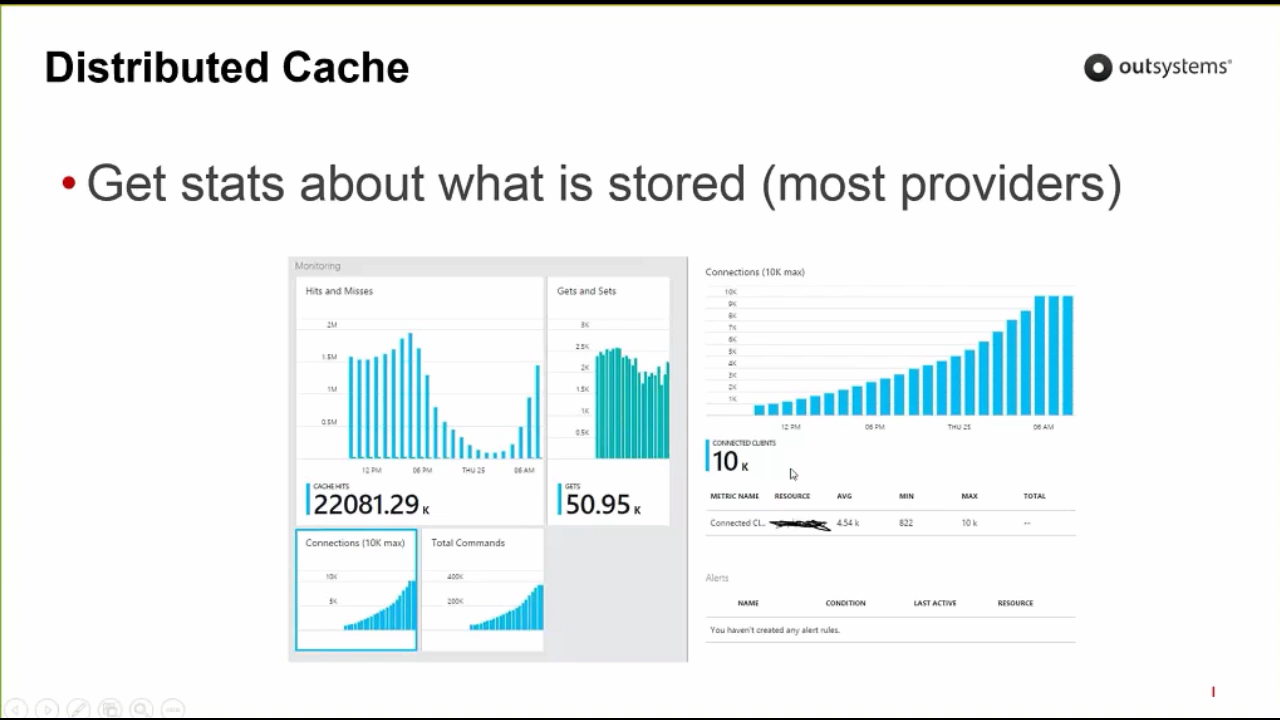 Distributed Cache
outsystems
• Get stats about what is stored (most providers)
Monitoring
Hits and Misses
2M
1.5M
1M
0.5M
12 PM 06 PM THU 25 06 AM
CACHE HITS
22081.29 K
Gets and Sets
3K
2.5K
2K
1.5K
1K
0.5K
GETS
50.95 K
Connections (10K max)
10K
5K
Total Commands
400K
200K
Connections (10K max)
10K
9K
8K
7K
6K
5K
4K
3K
2K
1K
12 PM 06 PM THU 25 06 AM
CONNECTED CLIENTS
10 K
METRIC NAME RESOURCE AVG MIN MAX TOTAL
Connected Cl... 4.54 k 822 10 k --
Alerts
NAME CONDITION LAST ACTIVE RESOURCE
You haven't created any alert rules.